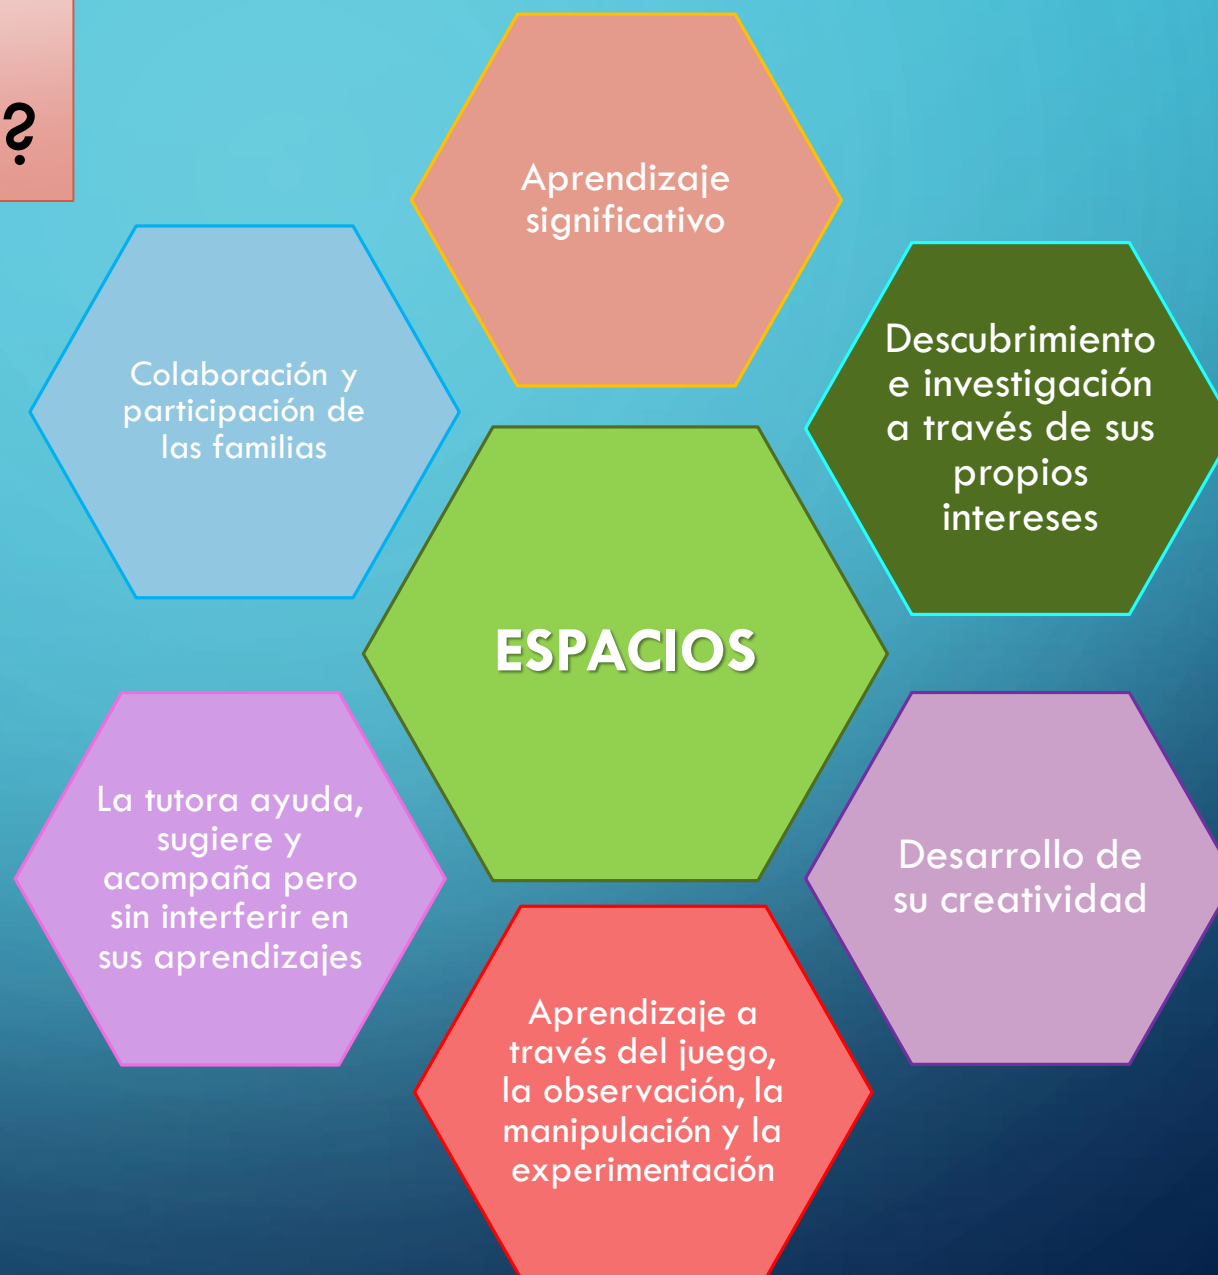 ?
Aprendizaje
significativo
Descubrimiento
e investigación
a través de sus
propios
intereses
Colaboración y
participación de
las familias
ESPACIOS
La tutora ayuda,
sugiere y
acompaña pero
sin interferir en
sus aprendizajes
Desarrollo de
su creatividad
Aprendizaje a
través del juego,
la observación, la
manipulación y la
experimentación